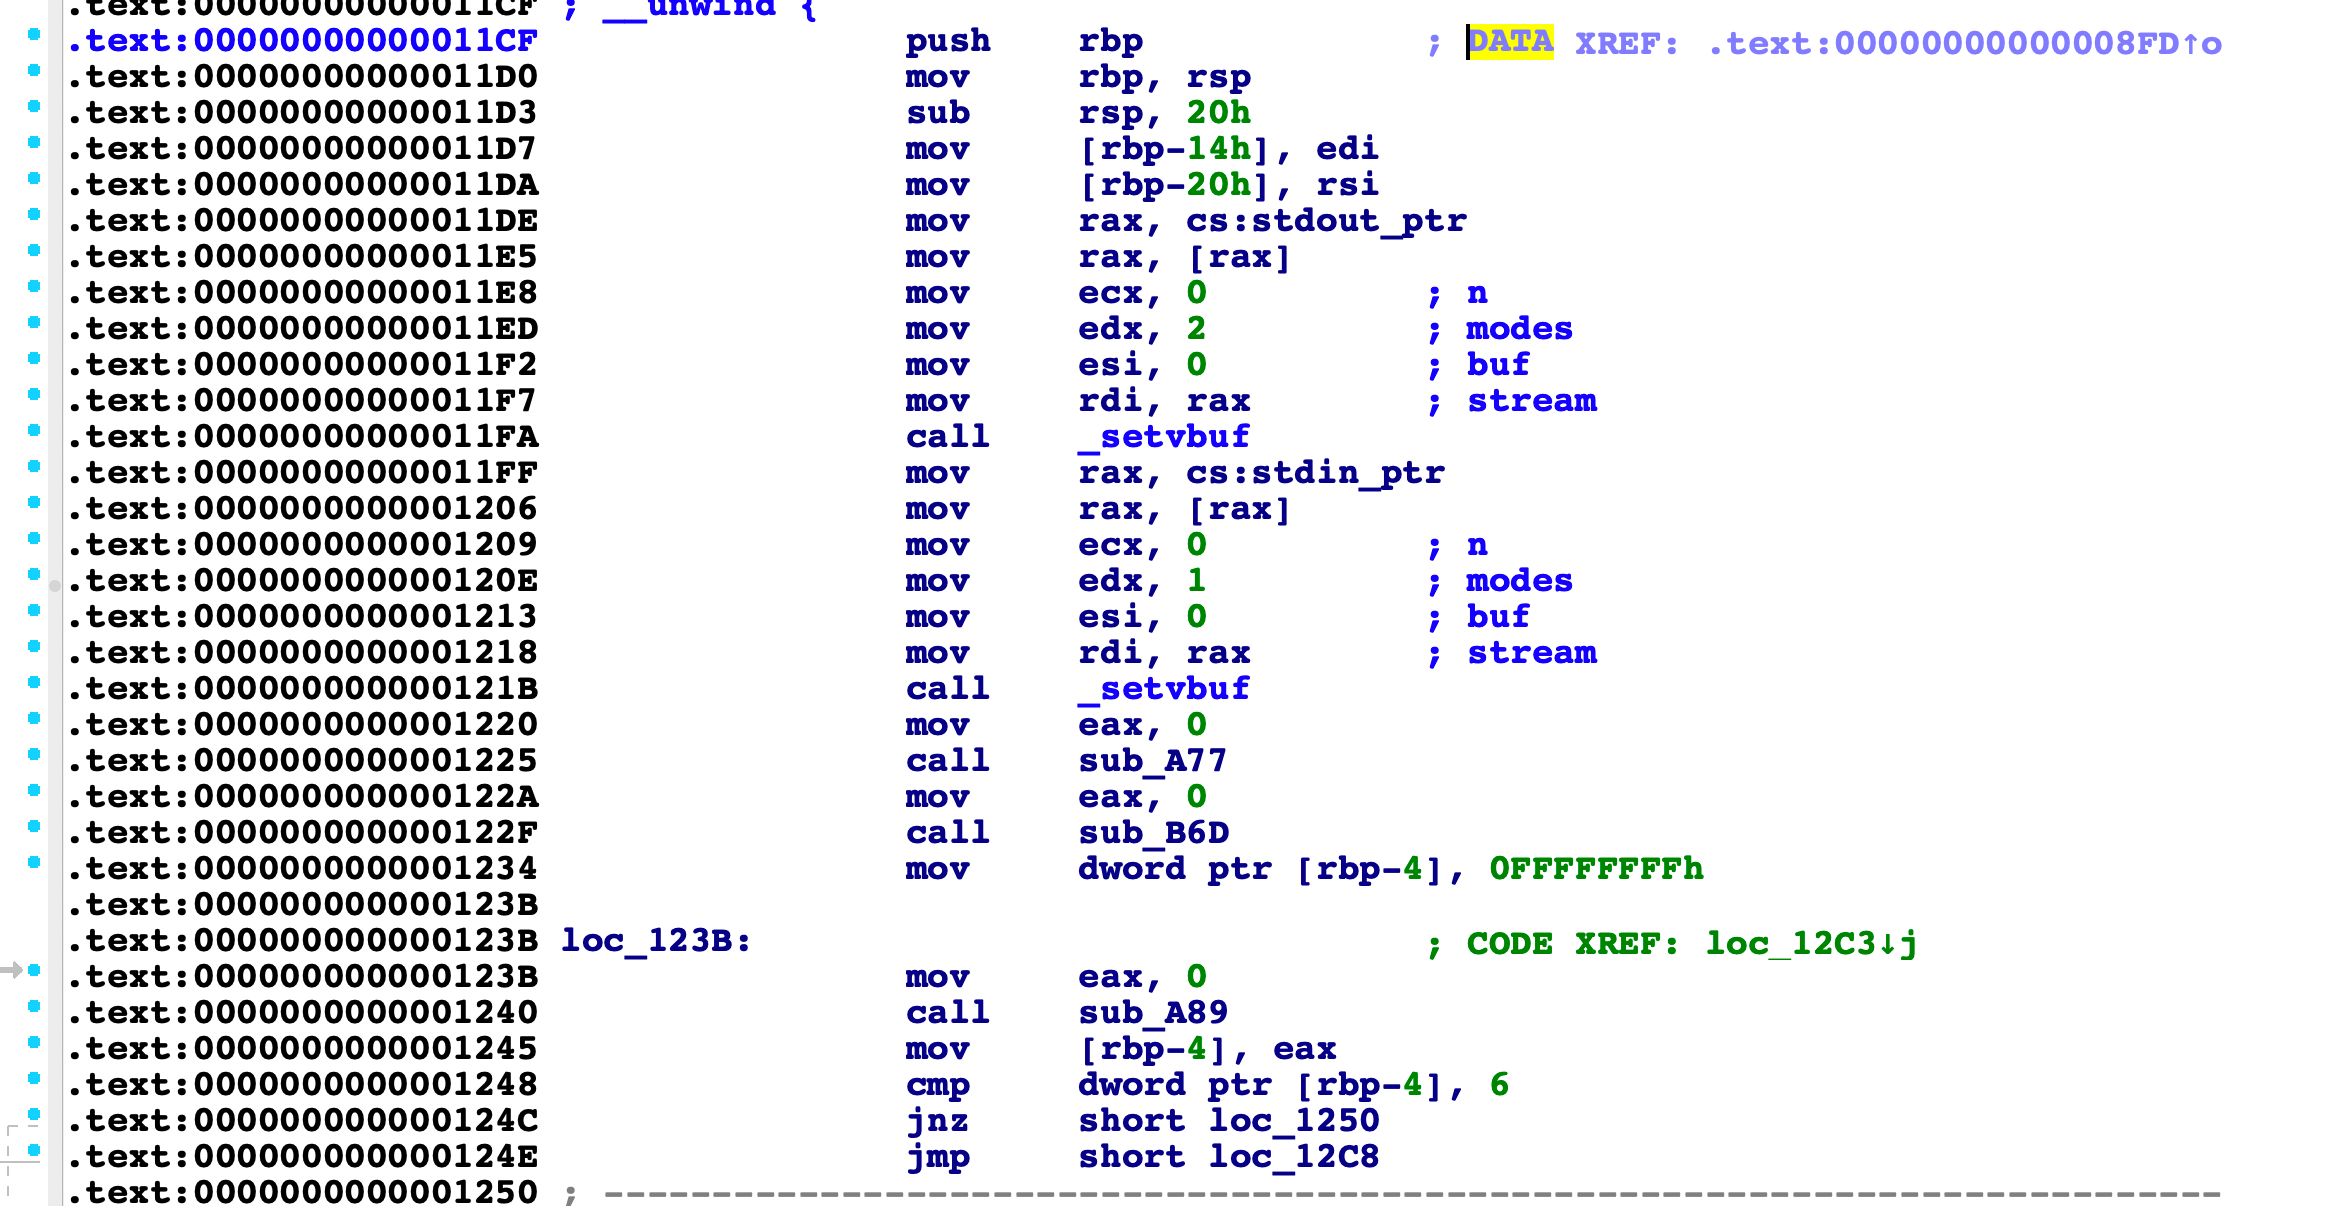 .text:00000000000011CF ; __unwind {
.text:00000000000011CF push rbp ; DATA XREF: .text:00000000000008FD↑o
.text:00000000000011D0 mov rbp, rsp
.text:00000000000011D3 sub rsp, 20h
.text:00000000000011D7 mov [rbp-14h], edi
.text:00000000000011DA mov [rbp-20h], rsi
.text:00000000000011DE mov rax, cs:stdout_ptr
.text:00000000000011E5 mov rax, [rax]
.text:00000000000011E8 mov ecx, 0 ; n
.text:00000000000011ED mov edx, 2 ; modes
.text:00000000000011F2 mov esi, 0 ; buf
.text:00000000000011F7 mov rdi, rax ; stream
.text:00000000000011FA call _setvbuf
.text:00000000000011FF mov rax, cs:stdin_ptr
.text:0000000000001206 mov rax, [rax]
.text:0000000000001209 mov ecx, 0 ; n
.text:000000000000120E mov edx, 1 ; modes
.text:0000000000001213 mov esi, 0 ; buf
.text:0000000000001218 mov rdi, rax ; stream
.text:000000000000121B call _setvbuf
.text:0000000000001220 mov eax, 0
.text:0000000000001225 call sub_A77
.text:000000000000122A mov eax, 0
.text:000000000000122F call sub_B6D
.text:0000000000001234 mov dword ptr [rbp-4], 0FFFFFFFFh
.text:000000000000123B
.text:000000000000123B loc_123B: ; CODE XREF: loc_12C3↓j
.text:000000000000123B mov eax, 0
.text:0000000000001240 call sub_A89
.text:0000000000001245 mov [rbp-4], eax
.text:0000000000001248 cmp dword ptr [rbp-4], 6
.text:000000000000124C jnz short loc_1250
.text:000000000000124E jmp short loc_12C8
.text:0000000000001250 ; ---------------------------------------------------------------------------